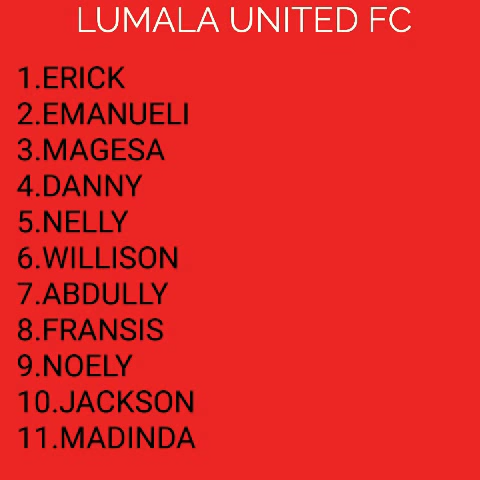 LUMALA UNITED FC
1.ERICK
2.EMANUELI
3.MAGESA
4.DANNY
5.NELLY
6.WILLISON
7.ABDULLY
8.FRANSIS
9.NOELY
10.JACKSON
11.MADINDA